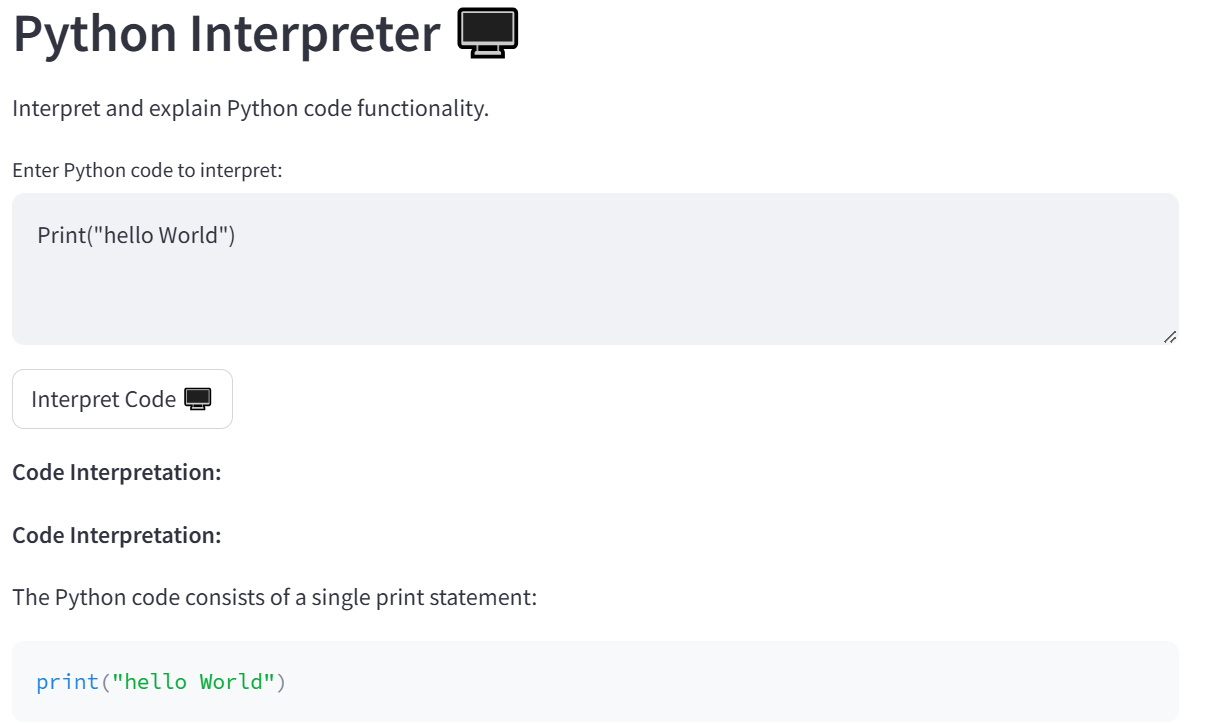 Python Interpreter
Interpret and explain Python code functionality.
Enter Python code to interpret:
Print("hello World")
Interpret Code
Code Interpretation:
Code Interpretation:
The Python code consists of a single print statement:
print("hello World")